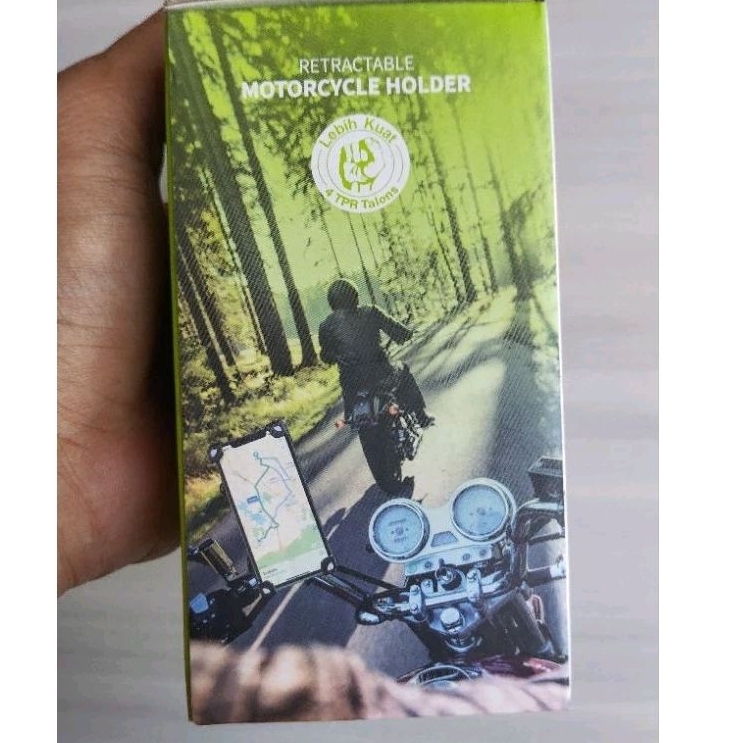 RETRACTABLE
MOTORCYCLE HOLDER
Lebih Kuat
4 TPR Talons